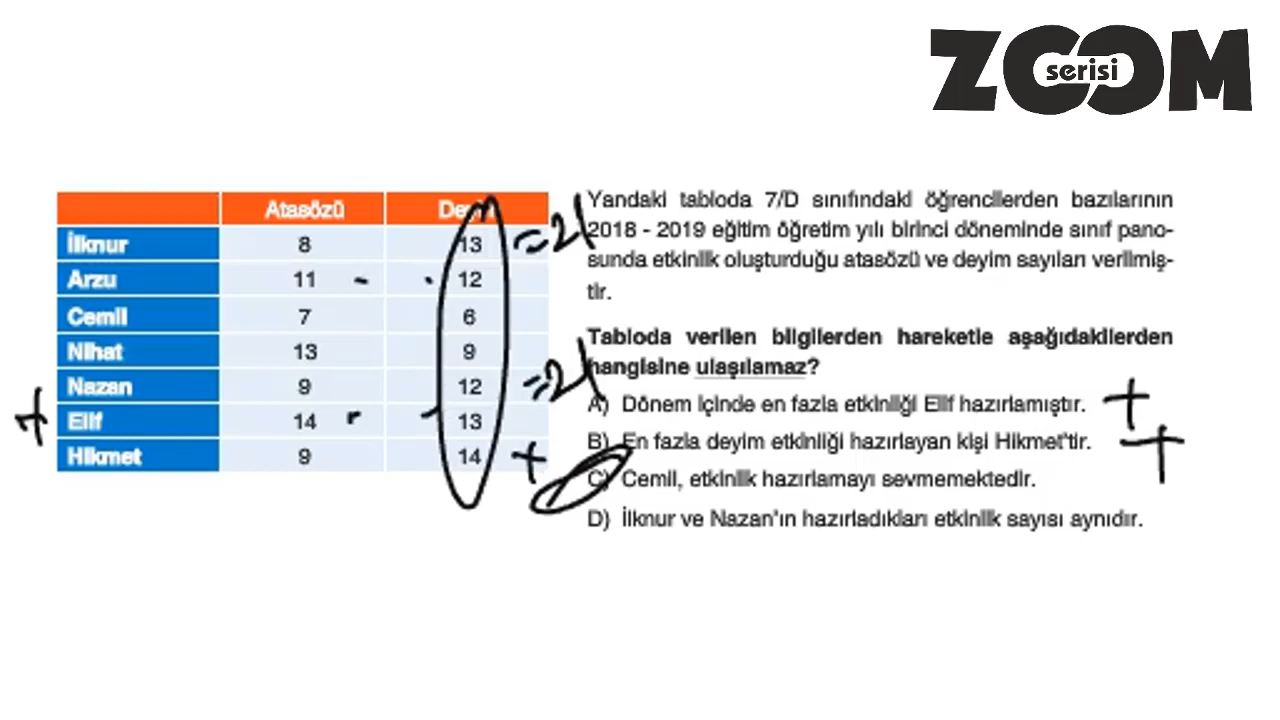 ZOOM
serisi
Atasözü De
İlknur 8 13 = 21
Arzu 11 12
Cemil 7 6
Nihat 13 9
Nazan 9 12 = 21
Elif 14 13
Hikmet 9 14 +
Yandaki tabloda 7/D sınıfındaki öğrencilerden bazılarının
2018 - 2019 eğitim öğretim yılı birinci döneminde sınıf pano-
sunda etkinlik oluşturduğu atasözü ve deyim sayıları verilmiş-
tir.
Tabloda verilen bilgilerden hareketle aşağıdakilerden
hangisine ulaşılamaz?
A) Dönem içinde en fazla etkinliği Elif hazırlamıştır. +
B) En fazla deyim etkinliği hazırlayan kişi Hikmet'tir. +
C) Cemil, etkinlik hazırlamayı sevmemektedir.
D) İlknur ve Nazan'ın hazırladıkları etkinlik sayısı aynıdır.